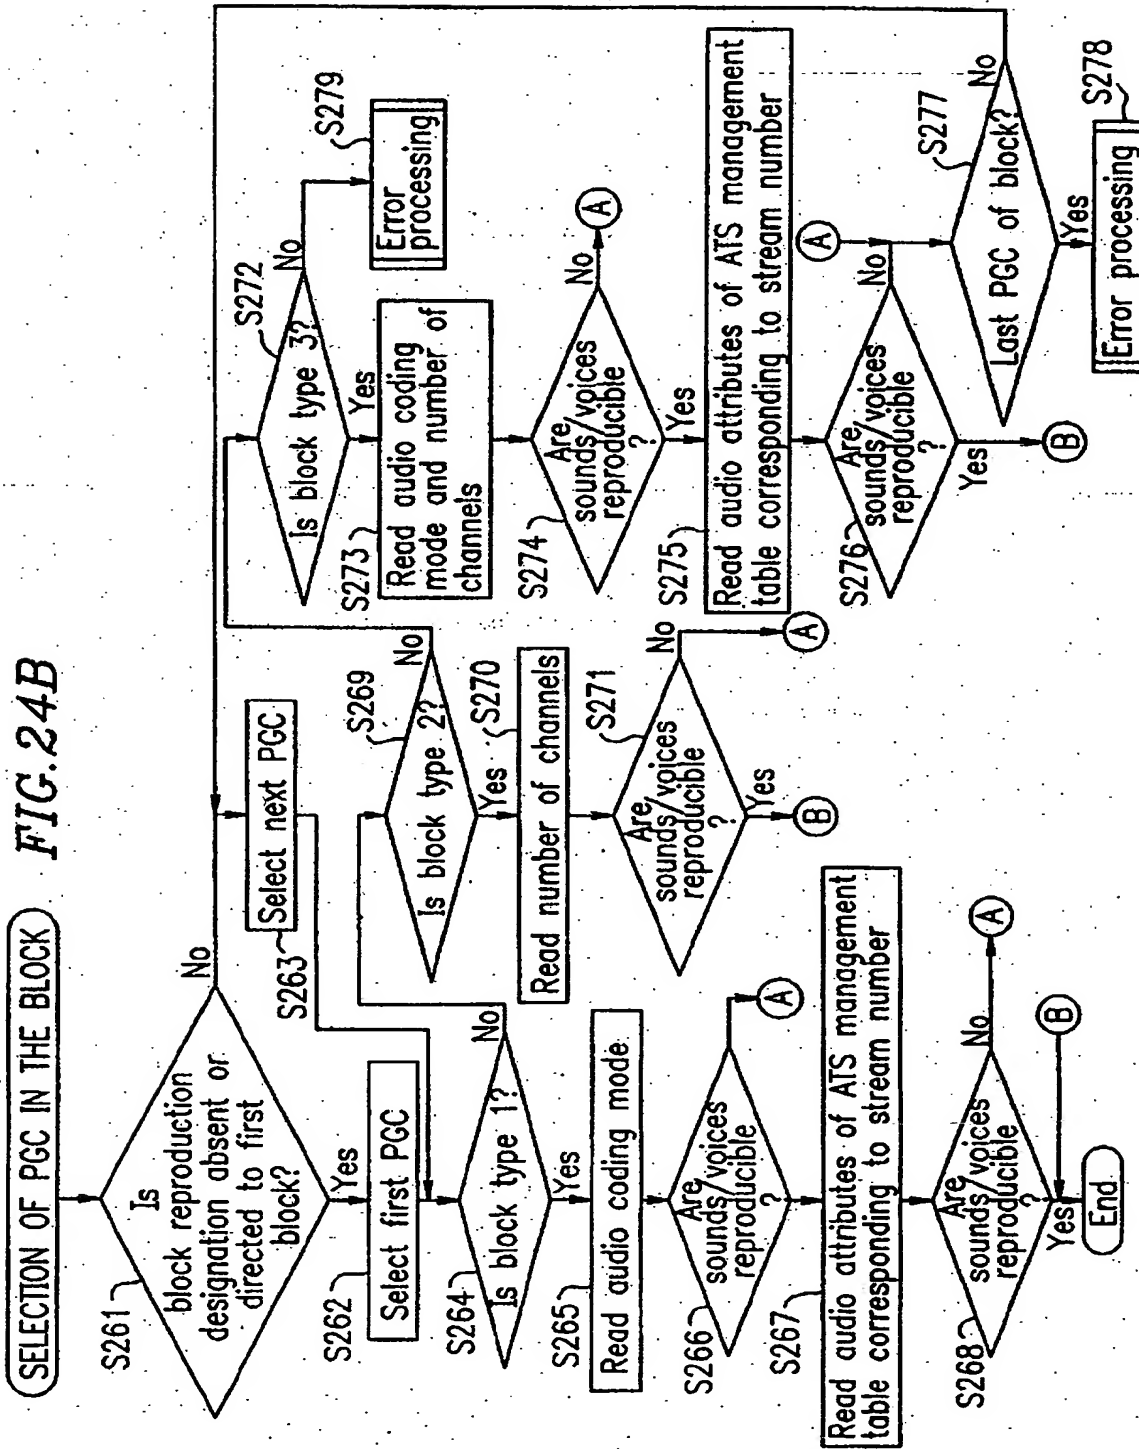 FIG.24B
SELECTION OF PGC IN THE BLOCK
S261
Is
block reproduction
designation absent or
directed to first
block?
No
Yes
S262
Select first PGC
S263
Select next PGC
S264
Is block type 1?
No
Yes
S265
Read audio coding mode
S266
Are
sounds/voices
reproducible
?
A
S267
Read audio attributes of ATS management
table corresponding to stream number
S268
Are
sounds/voices
reproducible
?
No
A
Yes
B
End
S269
Is block type 2?
No
Yes
S270
Read number of channels
S271
Are
sounds/voices
reproducible
?
No
A
Yes
B
S272
Is block type 3?
No
Yes
S279
Error
processing
S273
Read audio coding
mode and number of
channels
S274
Are
sounds/voices
reproducible
?
No
A
Yes
S275
Read audio attributes of ATS management
table corresponding to stream number
S276
Are
sounds/voices
reproducible
?
No
Yes
B
A
S277
Last PGC of block?
No
Yes
S278
Error processing